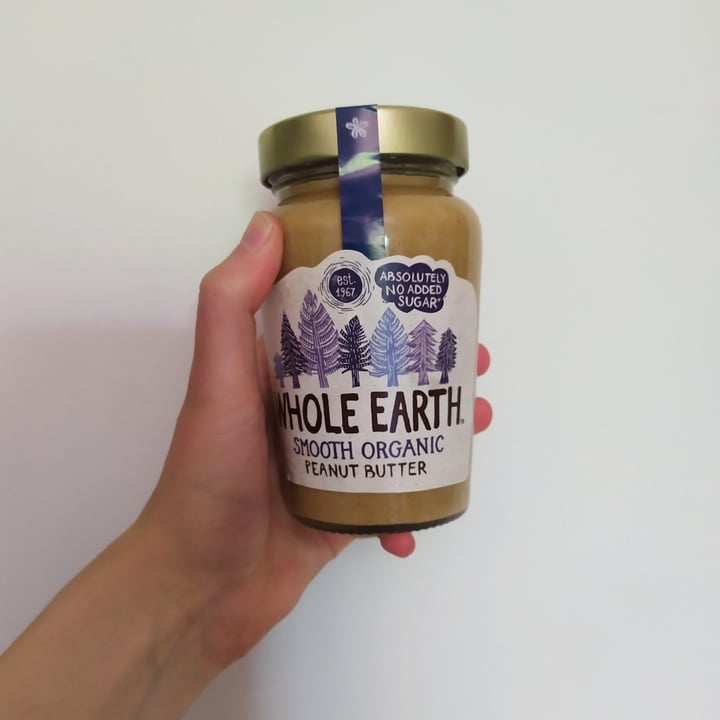 est.
1967
ABSOLUTELY
NO ADDED
SUGAR*
WHOLE EARTH
SMOOTH ORGANIC
PEANUT BUTTER